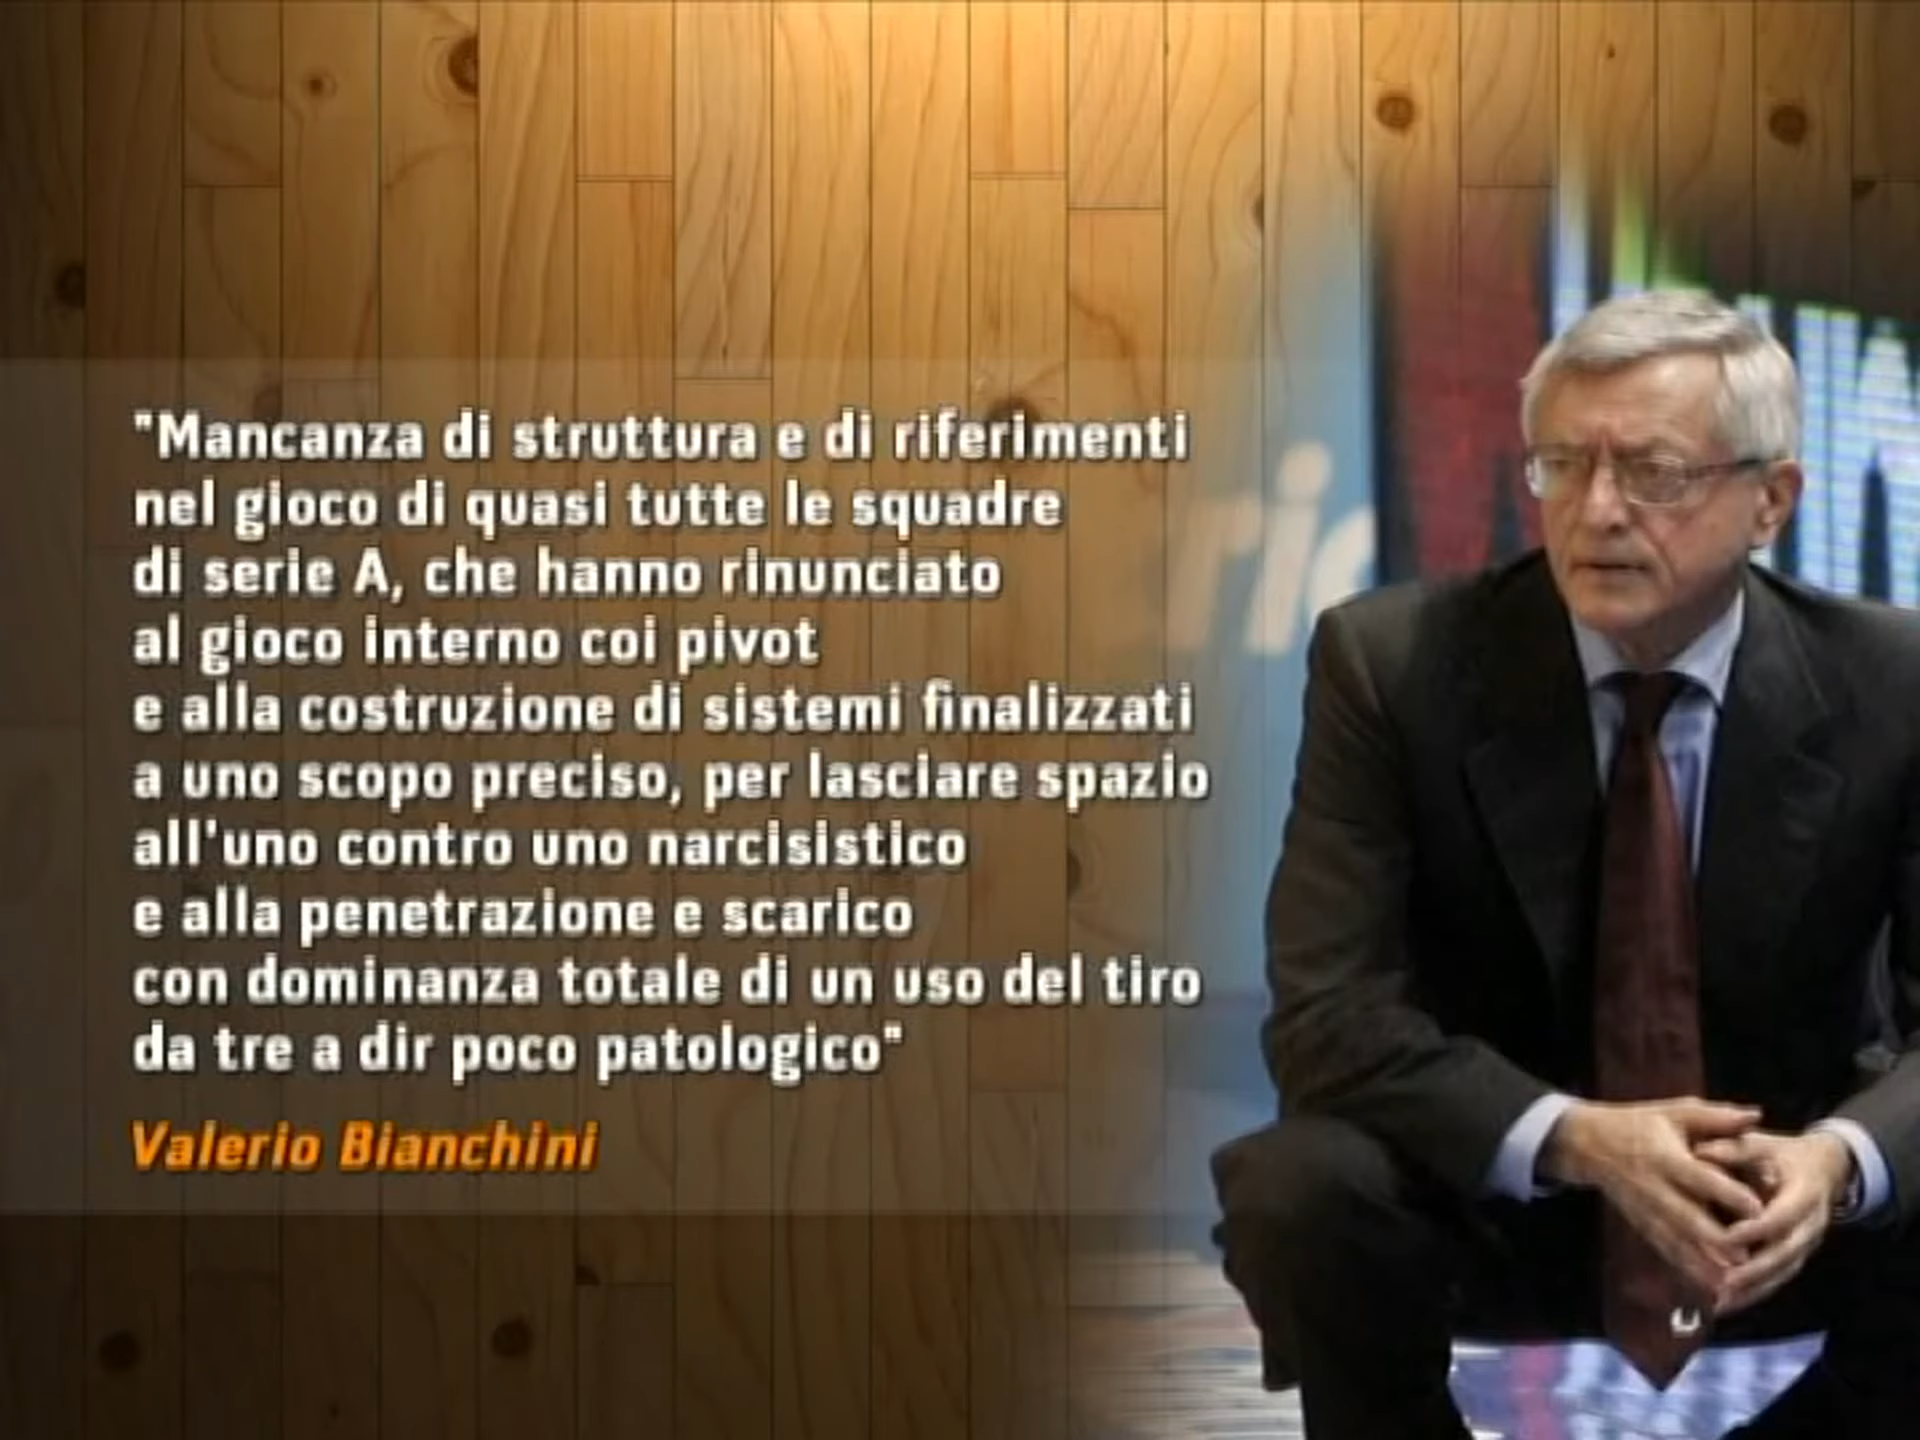 "Mancanza di struttura e di riferimenti
nel gioco di quasi tutte le squadre
di serie A, che hanno rinunciato
al gioco interno coi pivot
e alla costruzione di sistemi finalizzati
a uno scopo preciso, per lasciare spazio
all'uno contro uno narcisistico
e alla penetrazione e scarico
con dominanza totale di un uso del tiro
da tre a dir poco patologico"
Valerio Bianchini